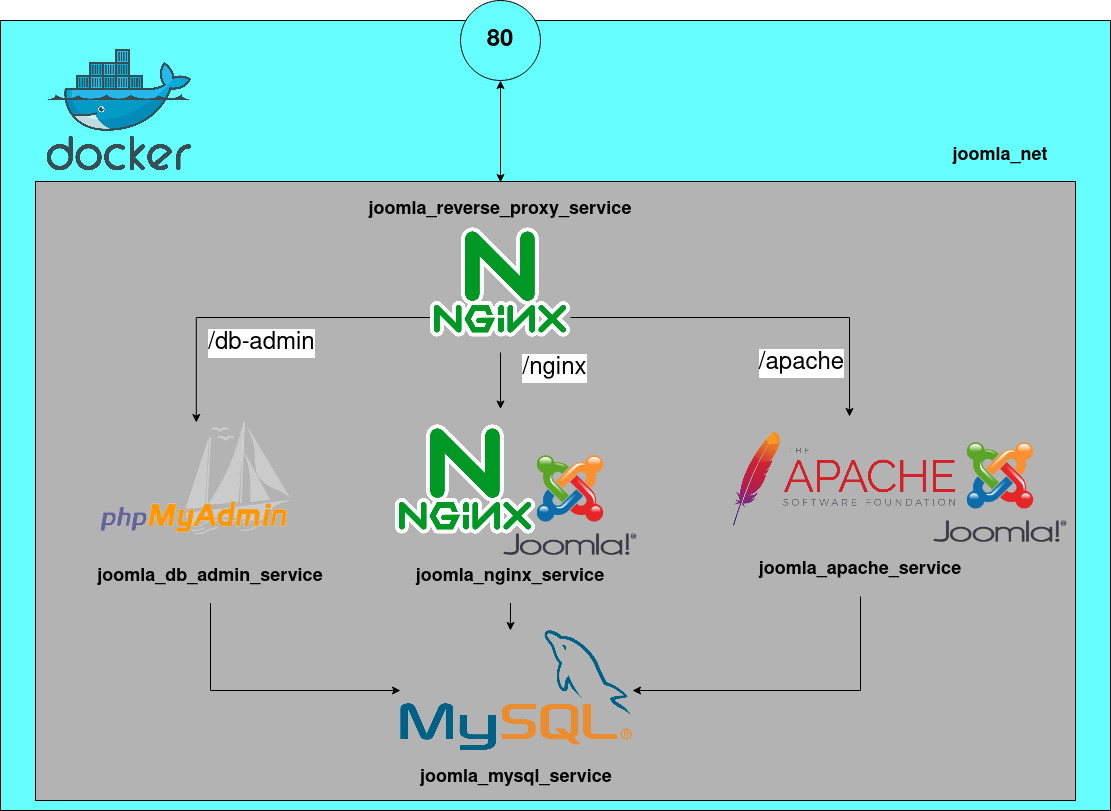 80
docker
joomla_net
joomla_reverse_proxy_service
N
NGiNX
/db-admin
/nginx
/apache
phpMyAdmin
N
NGiNX
Joomla!®
THE
APACHE
SOFTWARE FOUNDATION
Joomla!®
joomla_db_admin_service
joomla_nginx_service
joomla_apache_service
MySQL®
joomla_mysql_service